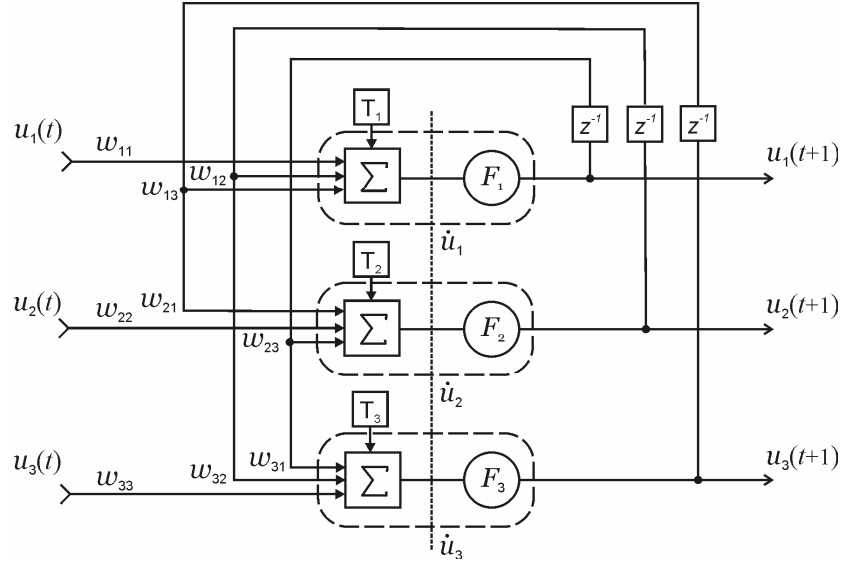 z⁻¹ z⁻¹ z⁻¹
T₁
u₁(t) w₁₁ u₁(t+1)
w₁₂ Σ F₁
w₁₃
u̇₁
T₂
u₂(t) w₂₁ u₂(t+1)
w₂₂ Σ F₂
w₂₃
u̇₂
T₃
u₃(t) w₃₁ u₃(t+1)
w₃₂ Σ F₃
w₃₃
u̇₃